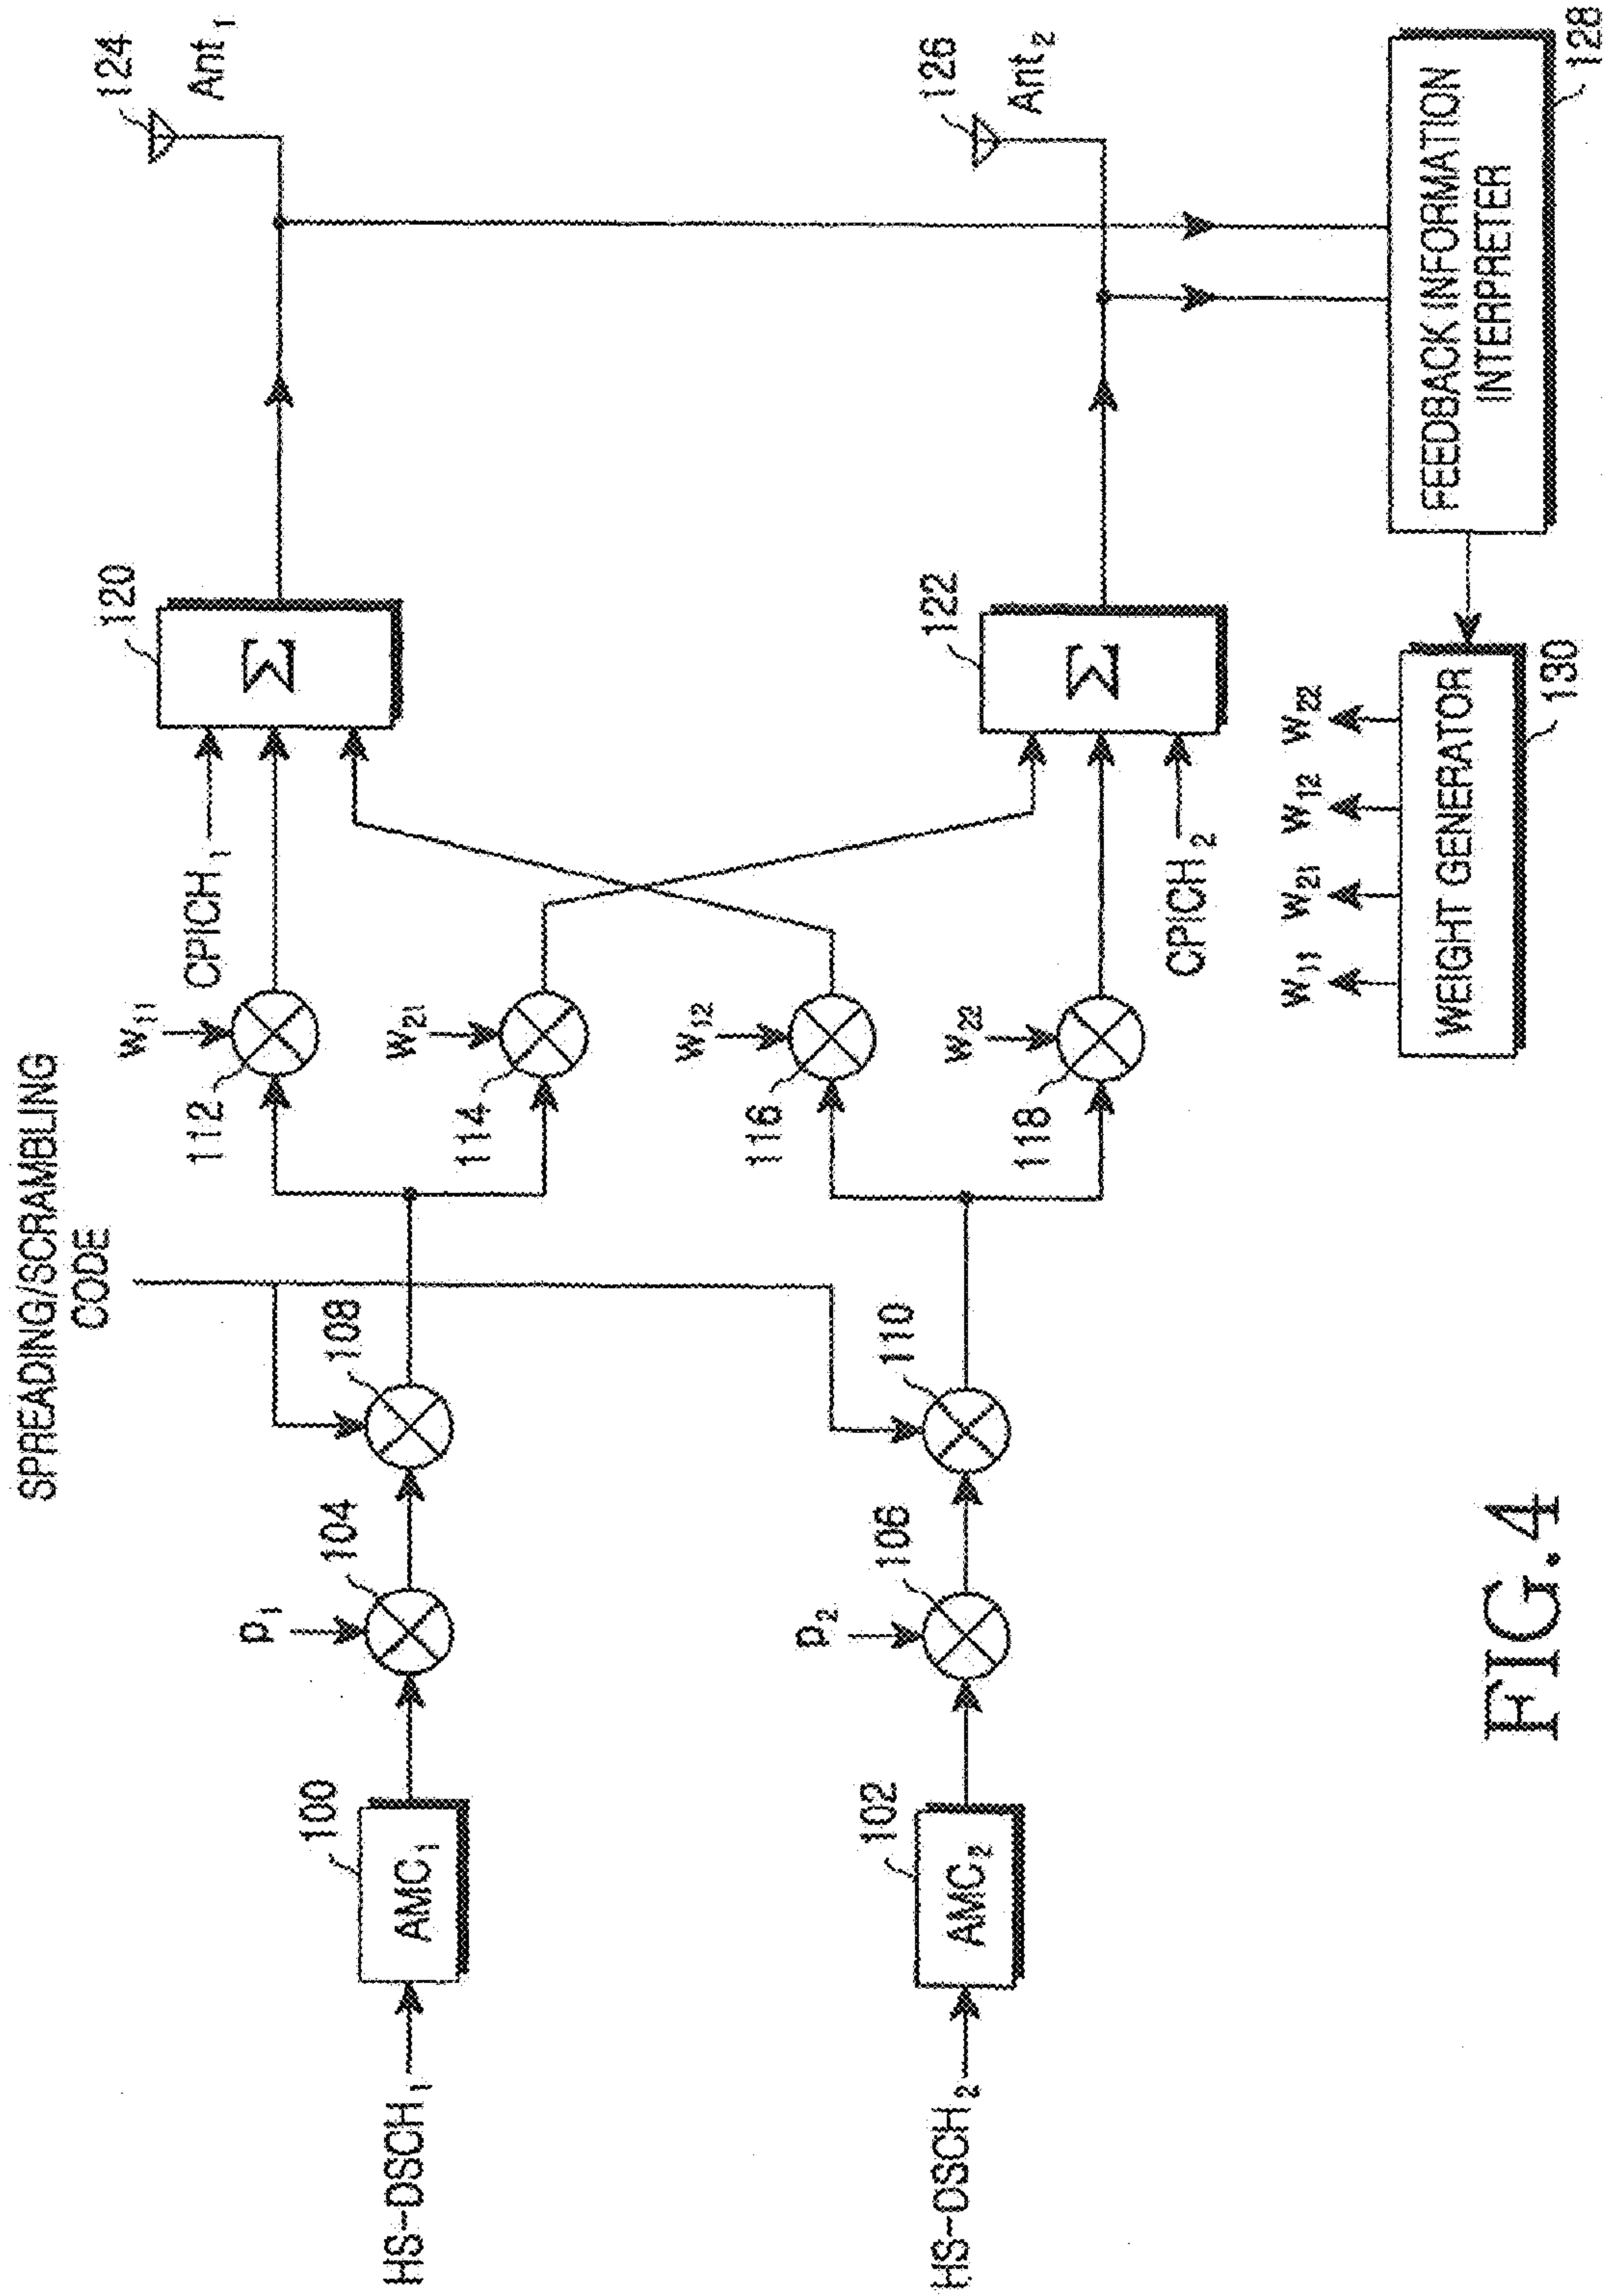 SPREADING/SCRAMBLING
CODE
HS-DSCH1
100
AMC1
p1
104
108
112
w11
CPICH1
120
Σ
124
Ant1
114
w21
HS-DSCH2
102
AMC2
p2
106
110
116
w12
118
w22
CPICH2
122
Σ
126
Ant2
w11
w21
w12
w22
WEIGHT GENERATOR
130
FEEDBACK INFORMATION
INTERPRETER
128
FIG.4